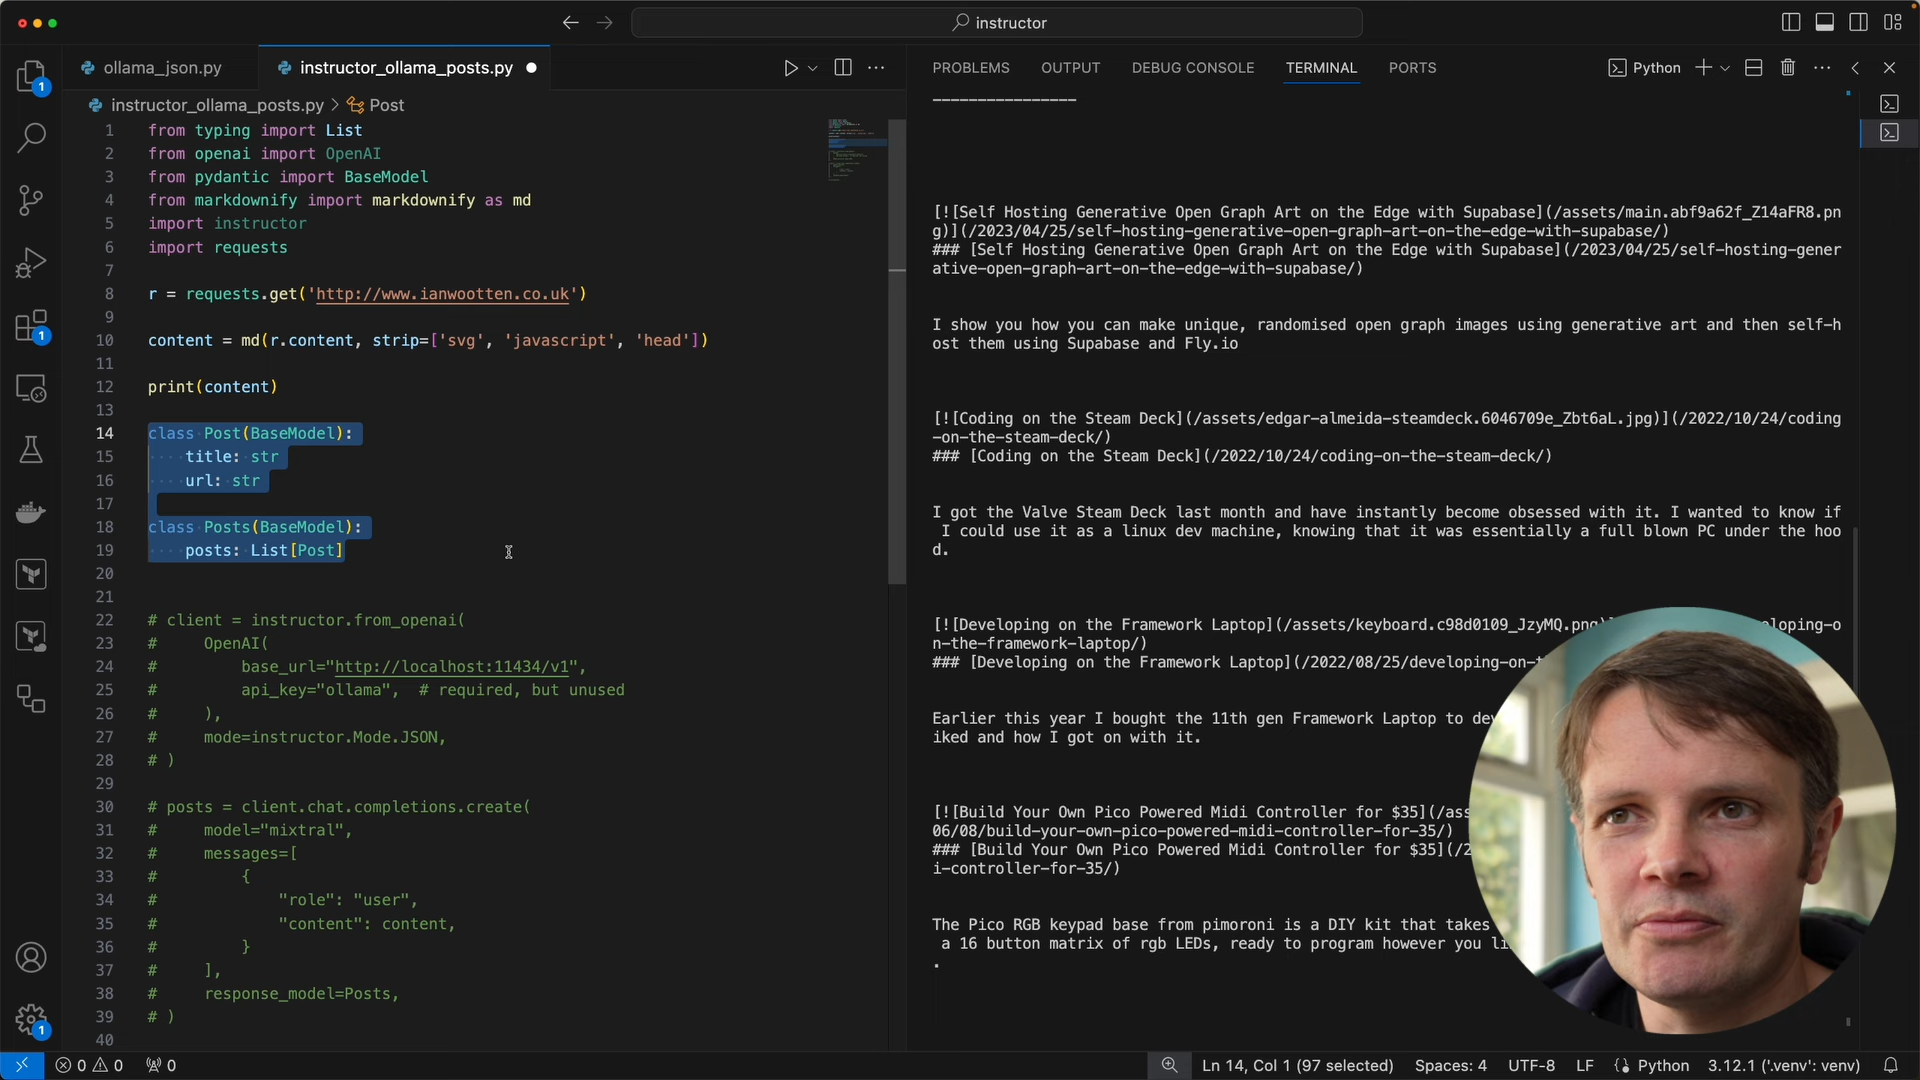 instructor
ollama_json.py
instructor_ollama_posts.py
PROBLEMS
OUTPUT
DEBUG CONSOLE
TERMINAL
PORTS
Python
1
instructor_ollama_posts.py > Post
1 from typing import List
2 from openai import OpenAI
3 from pydantic import BaseModel
4 from markdownify import markdownify as md
5 import instructor
6 import requests
7
8 r = requests.get('http://www.ianwootten.co.uk')
9
10 content = md(r.content, strip=['svg', 'javascript', 'head'])
11
12 print(content)
13
14 class Post(BaseModel):
15 title: str
16 url: str
17
18 class Posts(BaseModel):
19 posts: List[Post]
20
21
22 # client = instructor.from_openai(
23 # OpenAI(
24 # base_url="http://localhost:11434/v1",
25 # api_key="ollama", # required, but unused
26 # ),
27 # mode=instructor.Mode.JSON,
28 # )
29
30 # posts = client.chat.completions.create(
31 # model="mixtral",
32 # messages=[
33 # {
34 # "role": "user",
35 # "content": content,
36 # }
37 # ],
38 # response_model=Posts,
39 # )
40
1
1
----------------
[![Self Hosting Generative Open Graph Art on the Edge with Supabase](/assets/main.abf9a62f_Z14aFR8.pn
g)](/2023/04/25/self-hosting-generative-open-graph-art-on-the-edge-with-supabase/)
### [Self Hosting Generative Open Graph Art on the Edge with Supabase](/2023/04/25/self-hosting-gener
ative-open-graph-art-on-the-edge-with-supabase/)
I show you how you can make unique, randomised open graph images using generative art and then self-h
ost them using Supabase and Fly.io
[![Coding on the Steam Deck](/assets/edgar-almeida-steamdeck.6046709e_Zbt6aL.jpg)](/2022/10/24/coding
-on-the-steam-deck/)
### [Coding on the Steam Deck](/2022/10/24/coding-on-the-steam-deck/)
I got the Valve Steam Deck last month and have instantly become obsessed with it. I wanted to know if
I could use it as a linux dev machine, knowing that it was essentially a full blown PC under the hoo
d.
[![Developing on the Framework Laptop](/assets/keyboard.c98d0109_JzyMQ.png) eloping-o
n-the-framework-laptop/)
### [Developing on the Framework Laptop](/2022/08/25/developing-on-t
Earlier this year I bought the 11th gen Framework Laptop to de
iked and how I got on with it.
[![Build Your Own Pico Powered Midi Controller for $35](/ass
06/08/build-your-own-pico-powered-midi-controller-for-35/)
### [Build Your Own Pico Powered Midi Controller for $35](/2
i-controller-for-35/)
The Pico RGB keypad base from pimoroni is a DIY kit that takes
a 16 button matrix of rgb LEDs, ready to program however you li
.
0 0 0
Ln 14, Col 1 (97 selected)
Spaces: 4
UTF-8
LF
{} Python
3.12.1 ('.venv': venv)